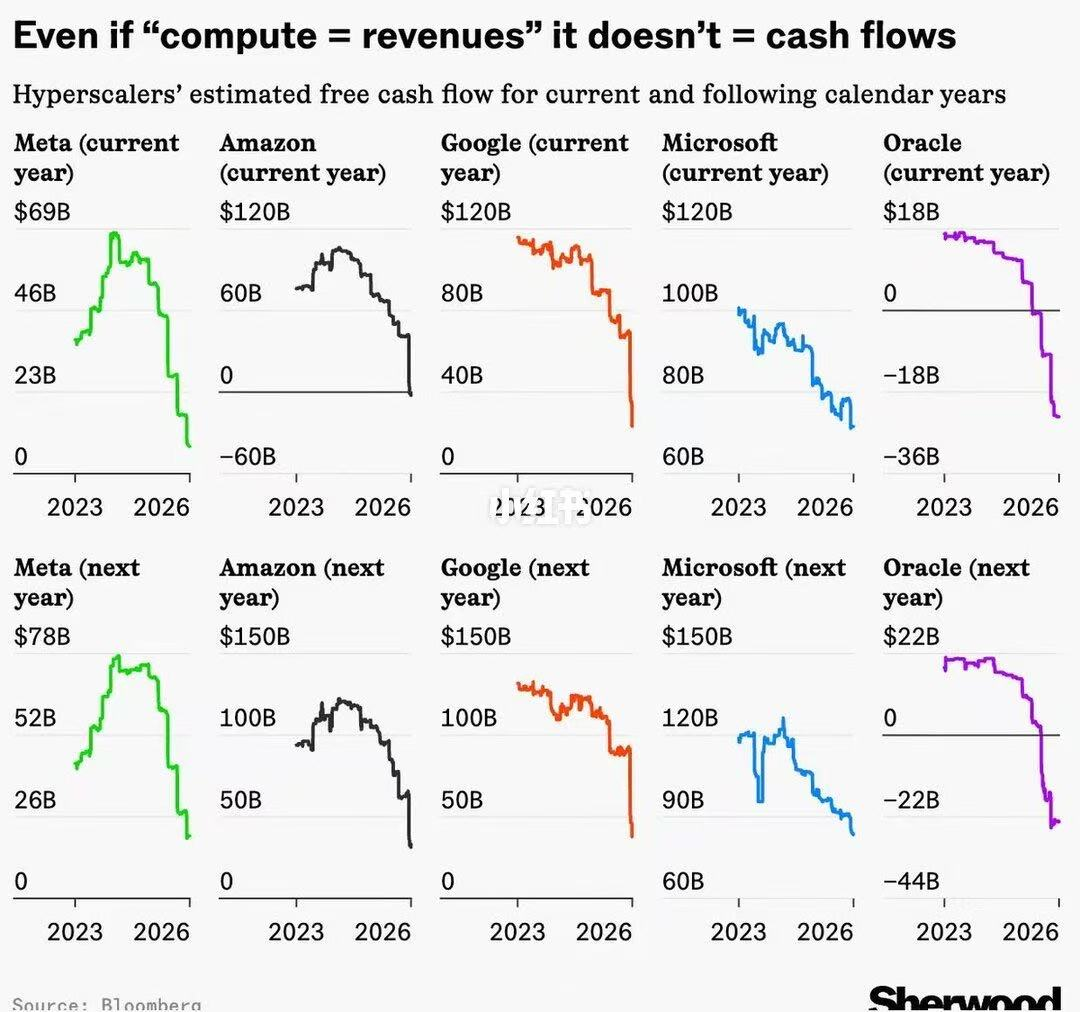 Even if “compute = revenues” it doesn’t = cash flows
Hyperscalers’ estimated free cash flow for current and following calendar years
Meta (current
year)
$69B
46B
23B
0
2023 2026
Amazon
(current year)
$120B
60B
0
−60B
2023 2026
Google (current
year)
$120B
80B
40B
0
2023 2026
Microsoft
(current year)
$120B
100B
80B
60B
2023 2026
Oracle
(current year)
$18B
0
−18B
−36B
2023 2026
小红书
Meta (next
year)
$78B
52B
26B
0
2023 2026
Amazon (next
year)
$150B
100B
50B
0
2023 2026
Google (next
year)
$150B
100B
50B
0
2023 2026
Microsoft (next
year)
$150B
120B
90B
60B
2023 2026
Oracle (next
year)
$22B
0
−22B
−44B
2023 2026
Source: Bloomberg
Sherwood